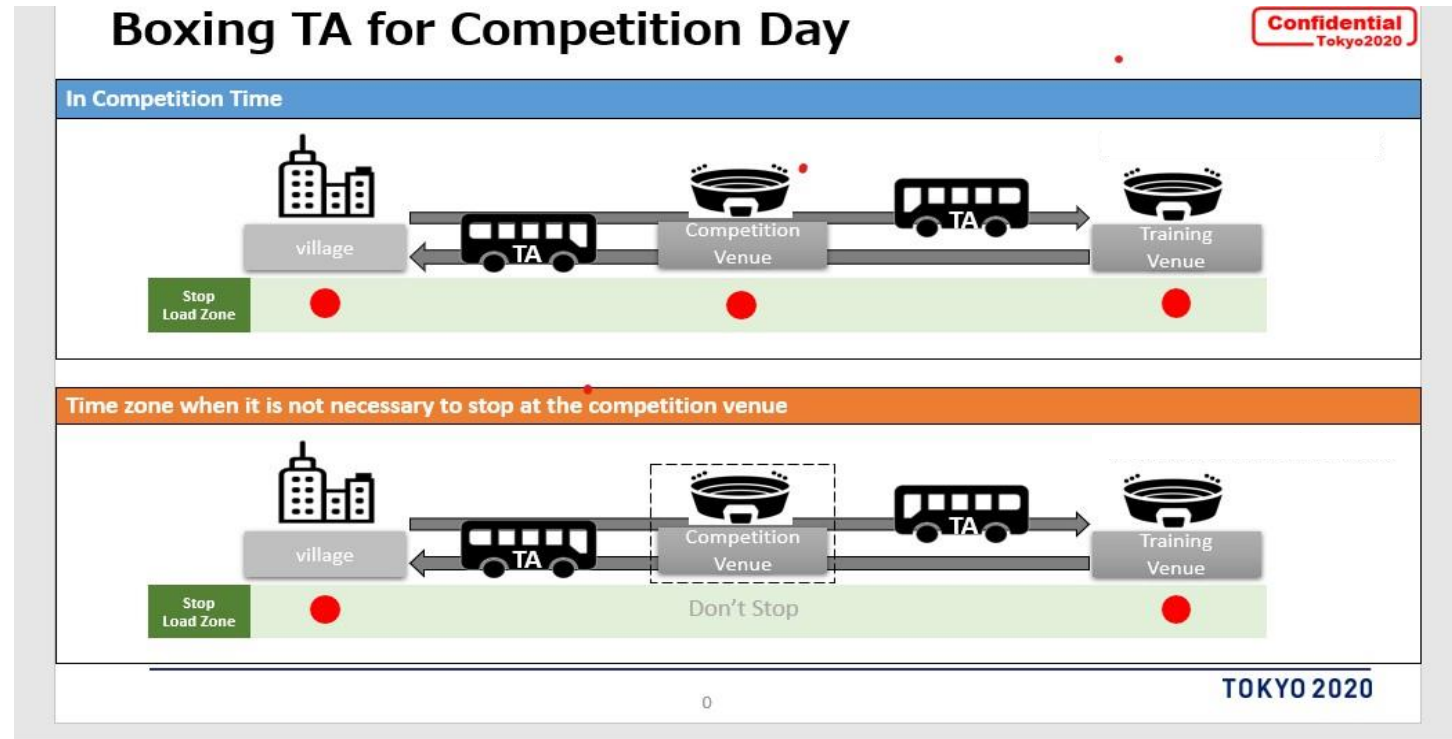 Boxing TA for Competition Day
Confidential
Tokyo2020
In Competition Time
TA
TA
village
Competition
Venue
Training
Venue
Stop
Load Zone
Time zone when it is not necessary to stop at the competition venue
TA
TA
village
Competition
Venue
Training
Venue
Stop
Load Zone
Don't Stop
TOKYO 2020
0